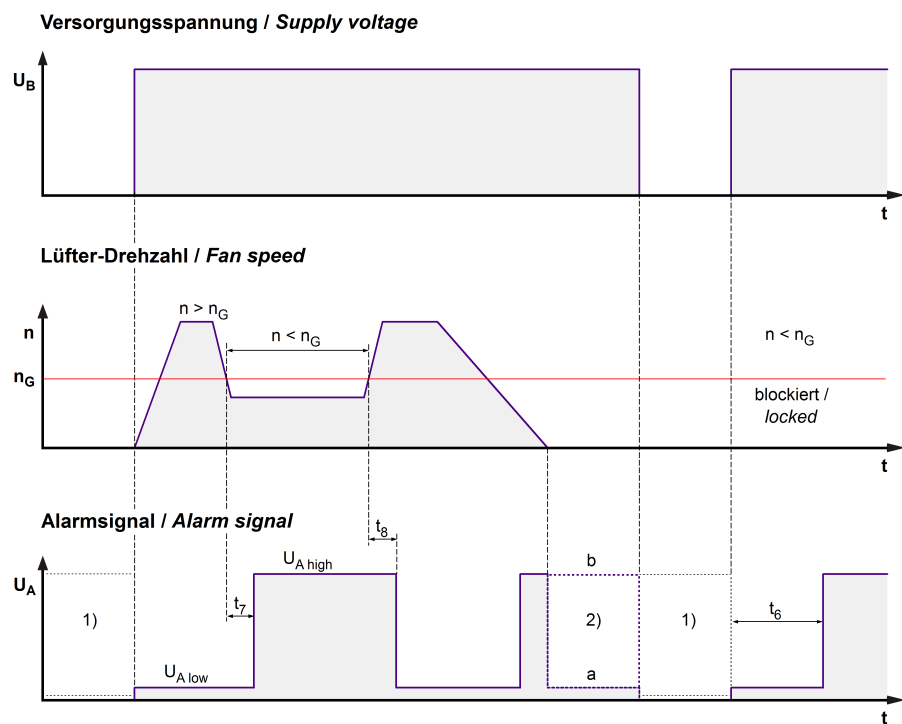 Versorgungsspannung / Supply voltage
U_B
t
Lüfter-Drehzahl / Fan speed
n > n_G
n
n < n_G
n < n_G
n_G
blockiert /
locked
t
Alarmsignal / Alarm signal
t_8
U_A
U_A high
b
t_7
t_6
1)
2)
1)
U_A low
a
t